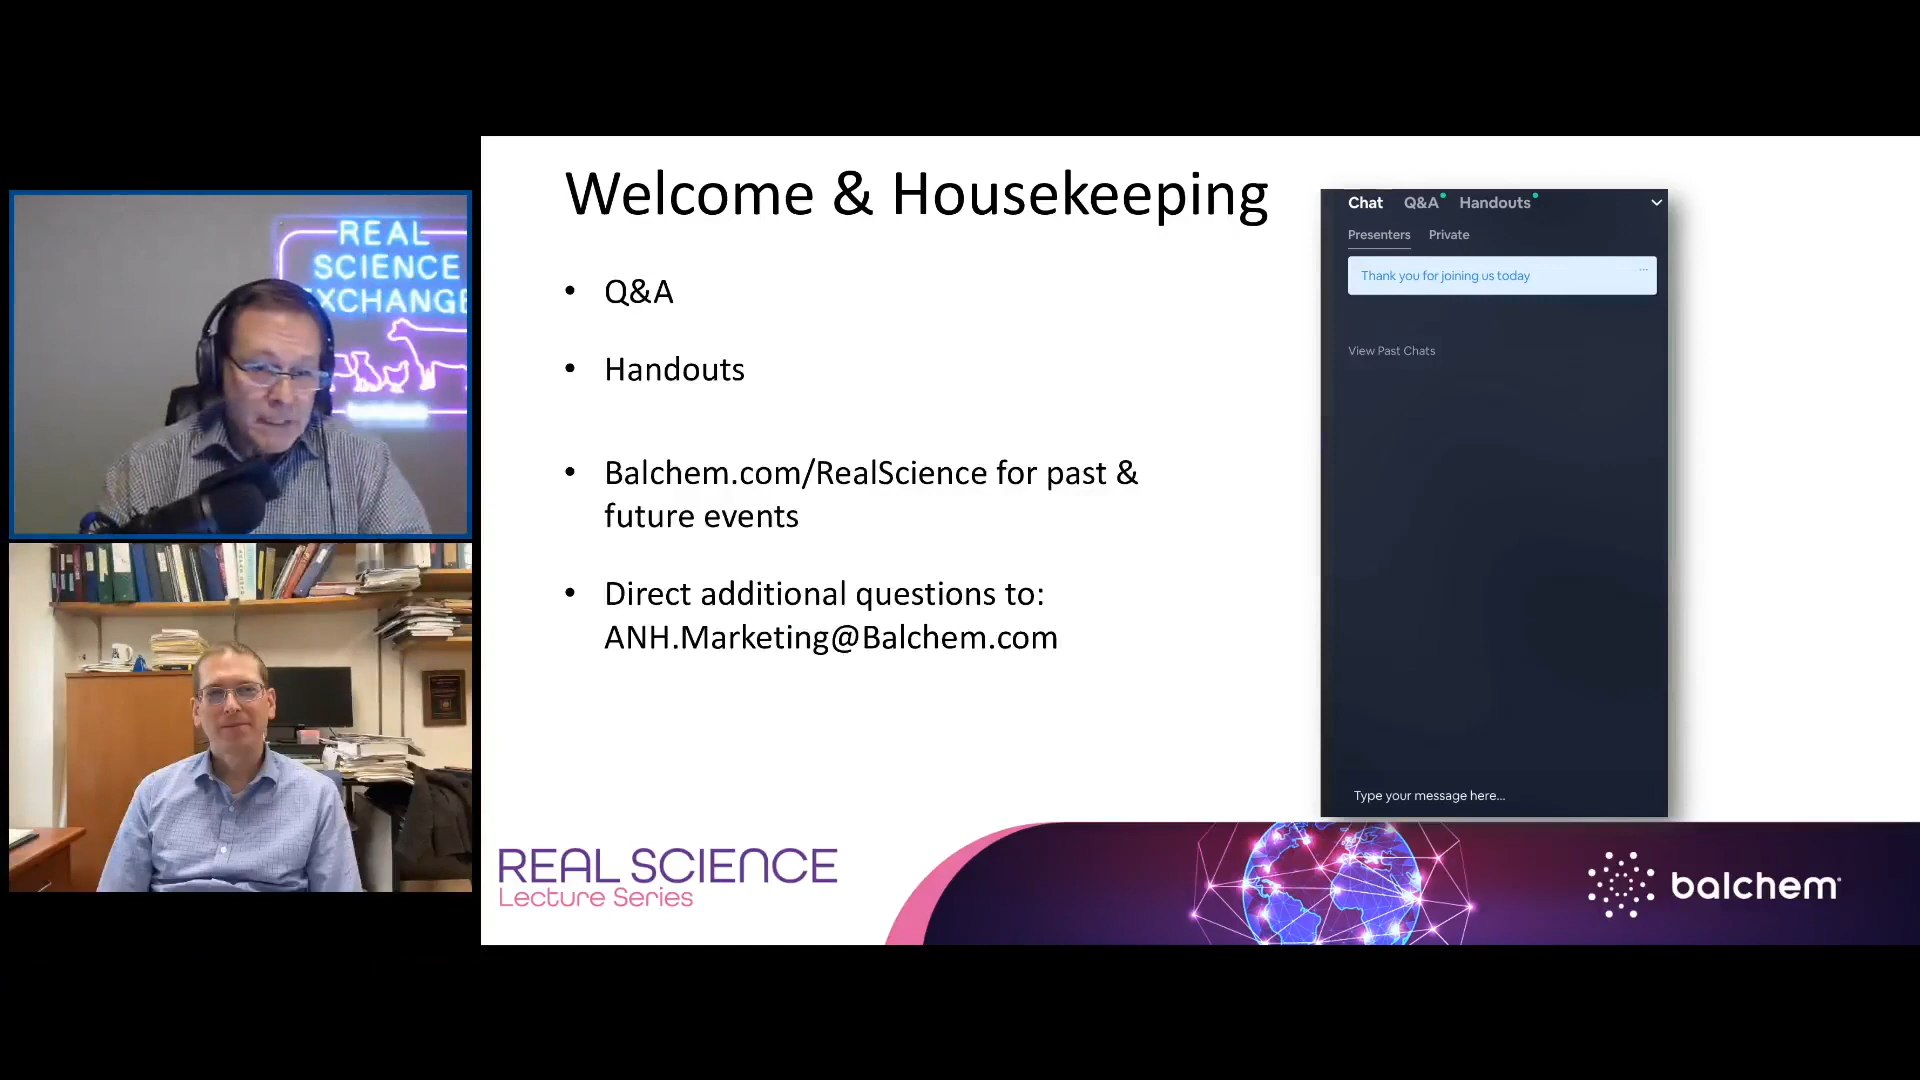 REAL
SCIENCE
EXCHANGE
Welcome & Housekeeping
• Q&A
• Handouts
• Balchem.com/RealScience for past &
future events
• Direct additional questions to:
ANH.Marketing@Balchem.com
Chat Q&A Handouts
Presenters Private
Thank you for joining us today
View Past Chats
Type your message here...
REAL SCIENCE
Lecture Series
balchem